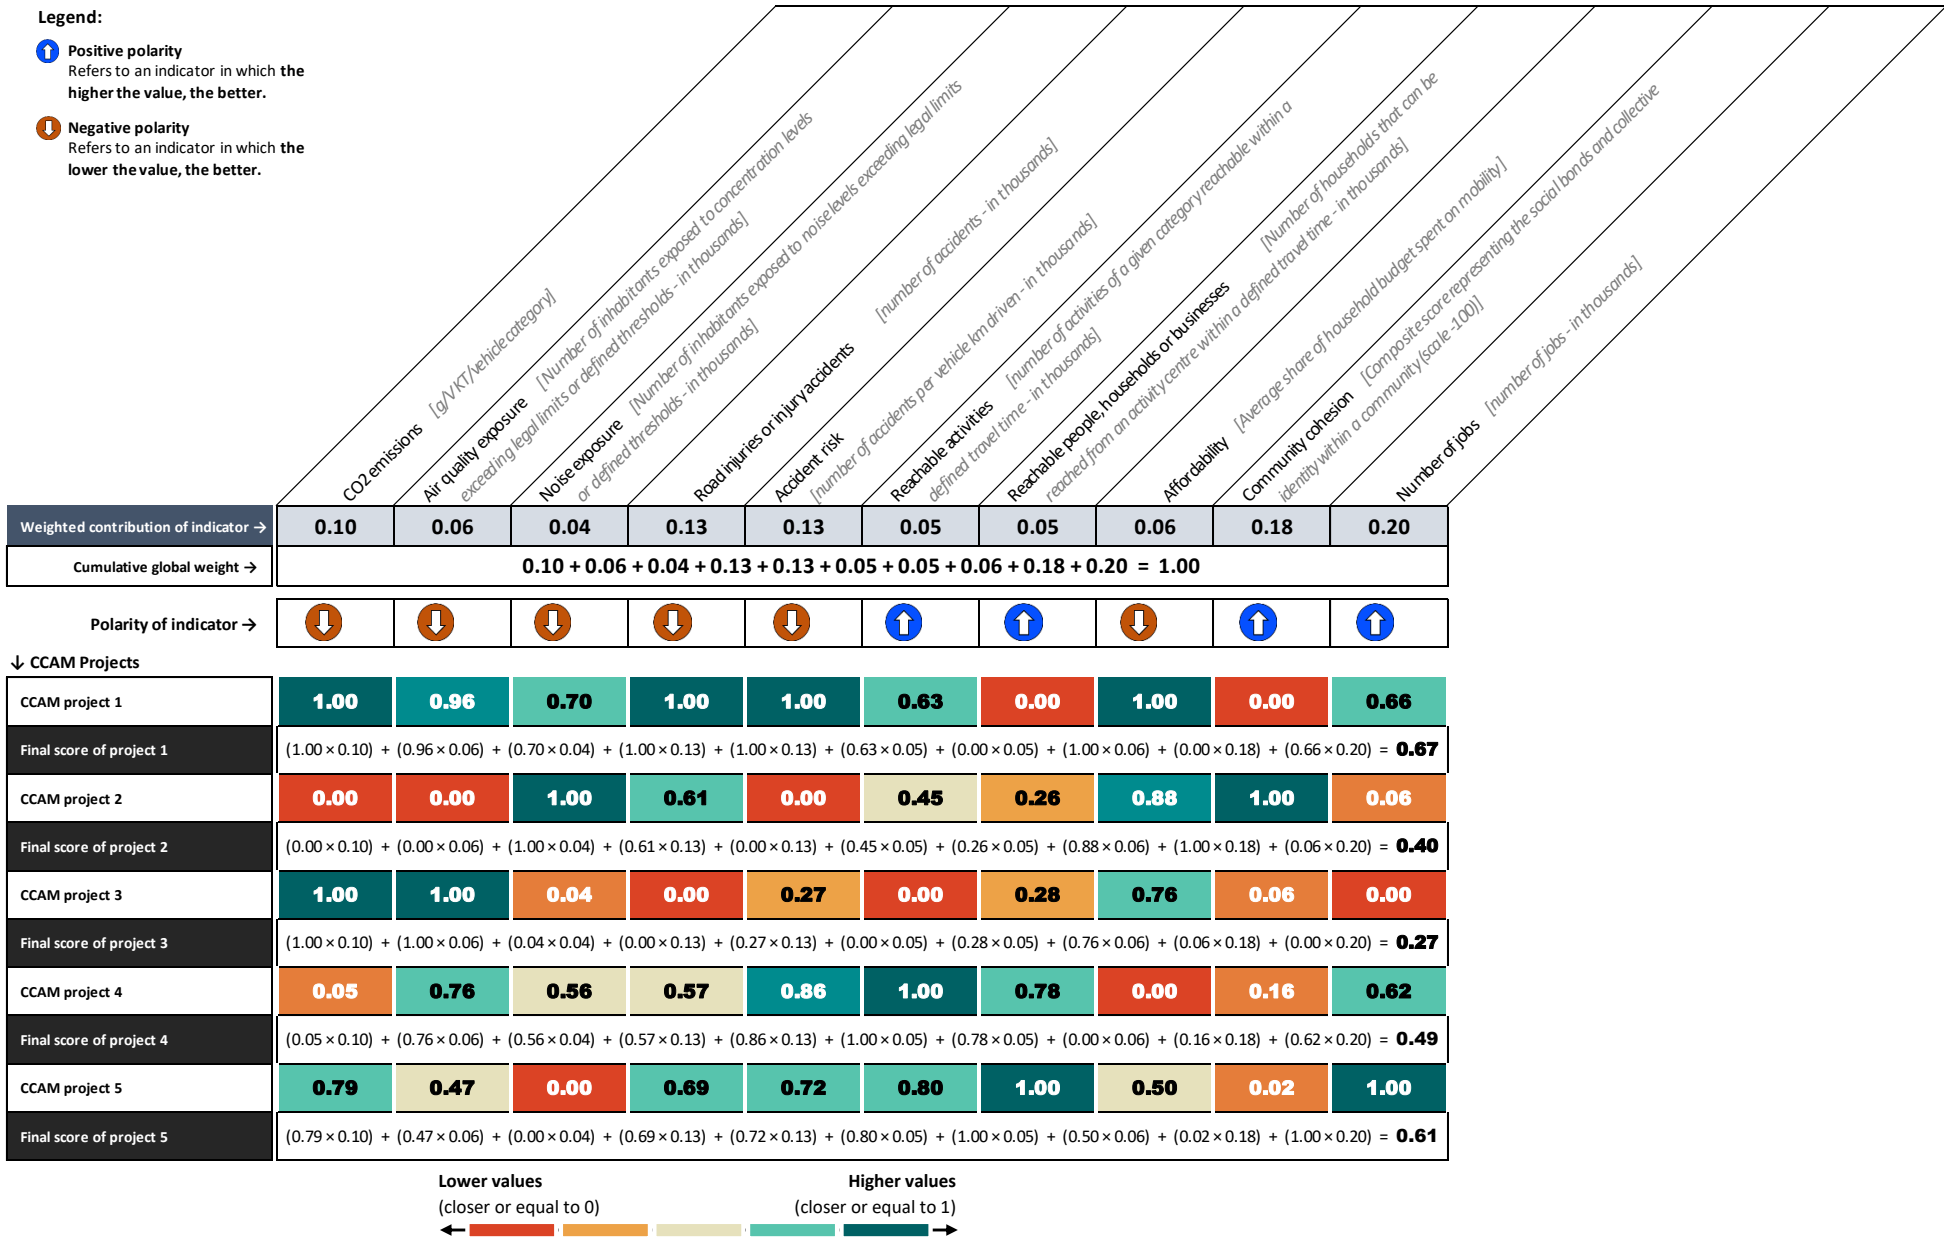 Legend:
Positive polarity
Refers to an indicator in which the
higher the value, the better.
Negative polarity
Refers to an indicator in which the
lower the value, the better.
CO2 emissions [g/VKT/vehicle category]
Air quality exposure [Number of inhabitants exposed to concentration levels
exceeding legal limits or defined thresholds - in thousands]
Noise exposure [Number of inhabitants exposed to noise levels exceeding legal limits
or defined thresholds - in thousands]
Road injuries or injury accidents [number of accidents - in thousands]
Accident risk
[number of accidents per vehicle km driven - in thousands]
Reachable activities [number of activities of a given category reachable within a
defined travel time - in thousands]
Reachable people, households or businesses [Number of households that can be
reached from an activity centre within a defined travel time - in thousands]
Affordability [Average share of household budget spent on mobility]
Community cohesion [Composite score representing the social bonds and collective
identity within a community (scale -100)]
Number of jobs [number of jobs - in thousands]
Weighted contribution of indicator → 0.10 0.06 0.04 0.13 0.13 0.05 0.05 0.06 0.18 0.20
Cumulative global weight → 0.10 + 0.06 + 0.04 + 0.13 + 0.13 + 0.05 + 0.05 + 0.06 + 0.18 + 0.20 = 1.00
Polarity of indicator →
↓ CCAM Projects
CCAM project 1 1.00 0.96 0.70 1.00 1.00 0.63 0.00 1.00 0.00 0.66
Final score of project 1 (1.00 × 0.10) + (0.96 × 0.06) + (0.70 × 0.04) + (1.00 × 0.13) + (1.00 × 0.13) + (0.63 × 0.05) + (0.00 × 0.05) + (1.00 × 0.06) + (0.00 × 0.18) + (0.66 × 0.20) = 0.67
CCAM project 2 0.00 0.00 1.00 0.61 0.00 0.45 0.26 0.88 1.00 0.06
Final score of project 2 (0.00 × 0.10) + (0.00 × 0.06) + (1.00 × 0.04) + (0.61 × 0.13) + (0.00 × 0.13) + (0.45 × 0.05) + (0.26 × 0.05) + (0.88 × 0.06) + (1.00 × 0.18) + (0.06 × 0.20) = 0.40
CCAM project 3 1.00 1.00 0.04 0.00 0.27 0.00 0.28 0.76 0.06 0.00
Final score of project 3 (1.00 × 0.10) + (1.00 × 0.06) + (0.04 × 0.04) + (0.00 × 0.13) + (0.27 × 0.13) + (0.00 × 0.05) + (0.28 × 0.05) + (0.76 × 0.06) + (0.06 × 0.18) + (0.00 × 0.20) = 0.27
CCAM project 4 0.05 0.76 0.56 0.57 0.86 1.00 0.78 0.00 0.16 0.62
Final score of project 4 (0.05 × 0.10) + (0.76 × 0.06) + (0.56 × 0.04) + (0.57 × 0.13) + (0.86 × 0.13) + (1.00 × 0.05) + (0.78 × 0.05) + (0.00 × 0.06) + (0.16 × 0.18) + (0.62 × 0.20) = 0.49
CCAM project 5 0.79 0.47 0.00 0.69 0.72 0.80 1.00 0.50 0.02 1.00
Final score of project 5 (0.79 × 0.10) + (0.47 × 0.06) + (0.00 × 0.04) + (0.69 × 0.13) + (0.72 × 0.13) + (0.80 × 0.05) + (1.00 × 0.05) + (0.50 × 0.06) + (0.02 × 0.18) + (1.00 × 0.20) = 0.61
Lower values Higher values
(closer or equal to 0) (closer or equal to 1)